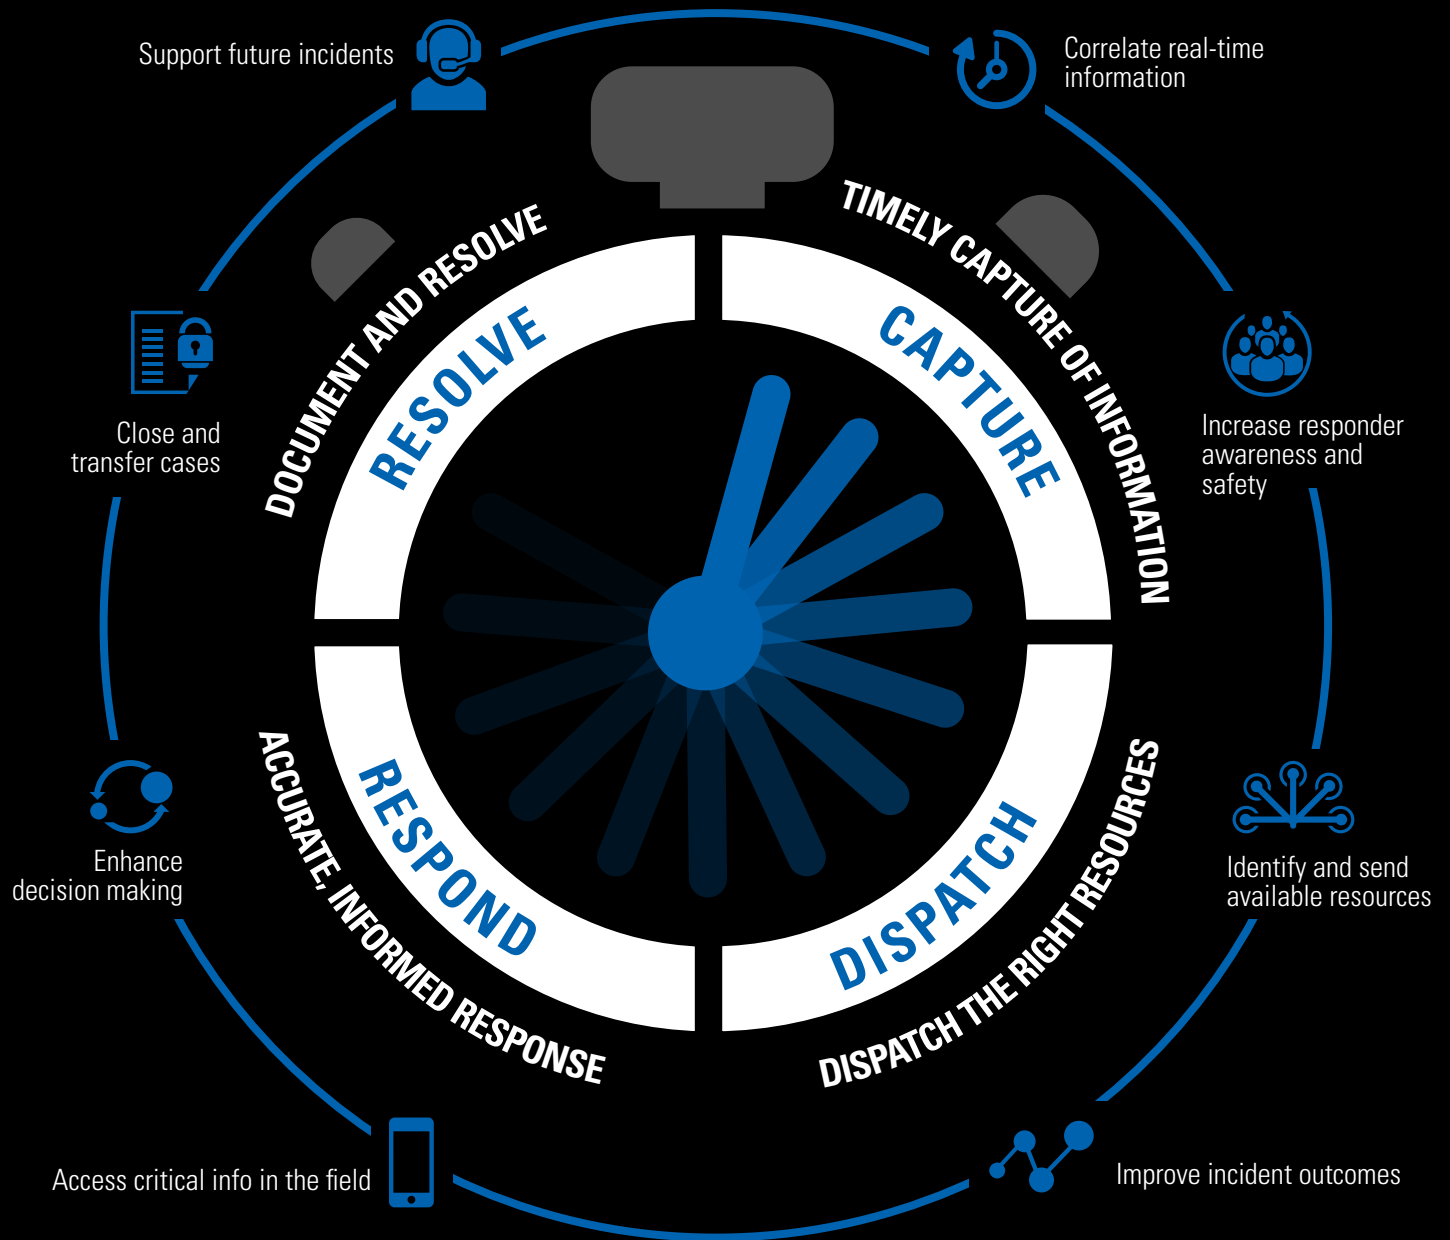 Support future incidents
Correlate real-time
information
TIMELY CAPTURE OF INFORMATION
CAPTURE
Increase responder
awareness and
safety
Identify and send
available resources
DISPATCH
DISPATCH THE RIGHT RESOURCES
Improve incident outcomes
Access critical info in the field
RESPOND
ACCURATE, INFORMED RESPONSE
Enhance
decision making
Close and
transfer cases
DOCUMENT AND RESOLVE
RESOLVE